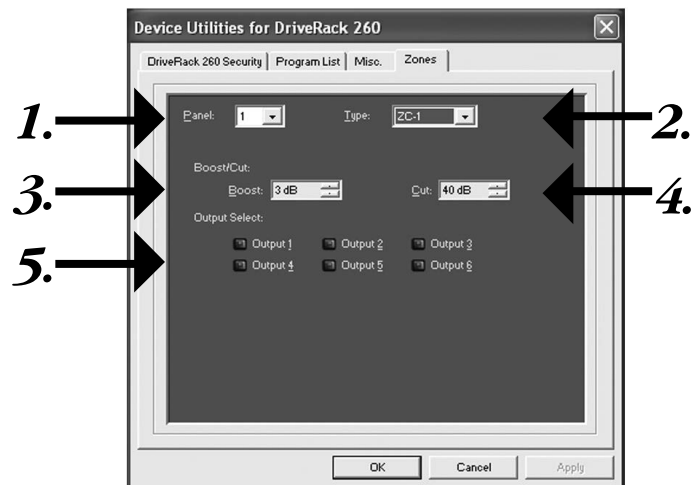 Device Utilities for DriveRack 260
DriveRack 260 Security Program List Misc. Zones
1. Panel: 1 Type: ZC-1 2.
Boost/Cut:
3. Boost: 3 dB Cut: 40 dB 4.
Output Select:
Output 1 Output 2 Output 3
5. Output 4 Output 5 Output 6
OK Cancel Apply